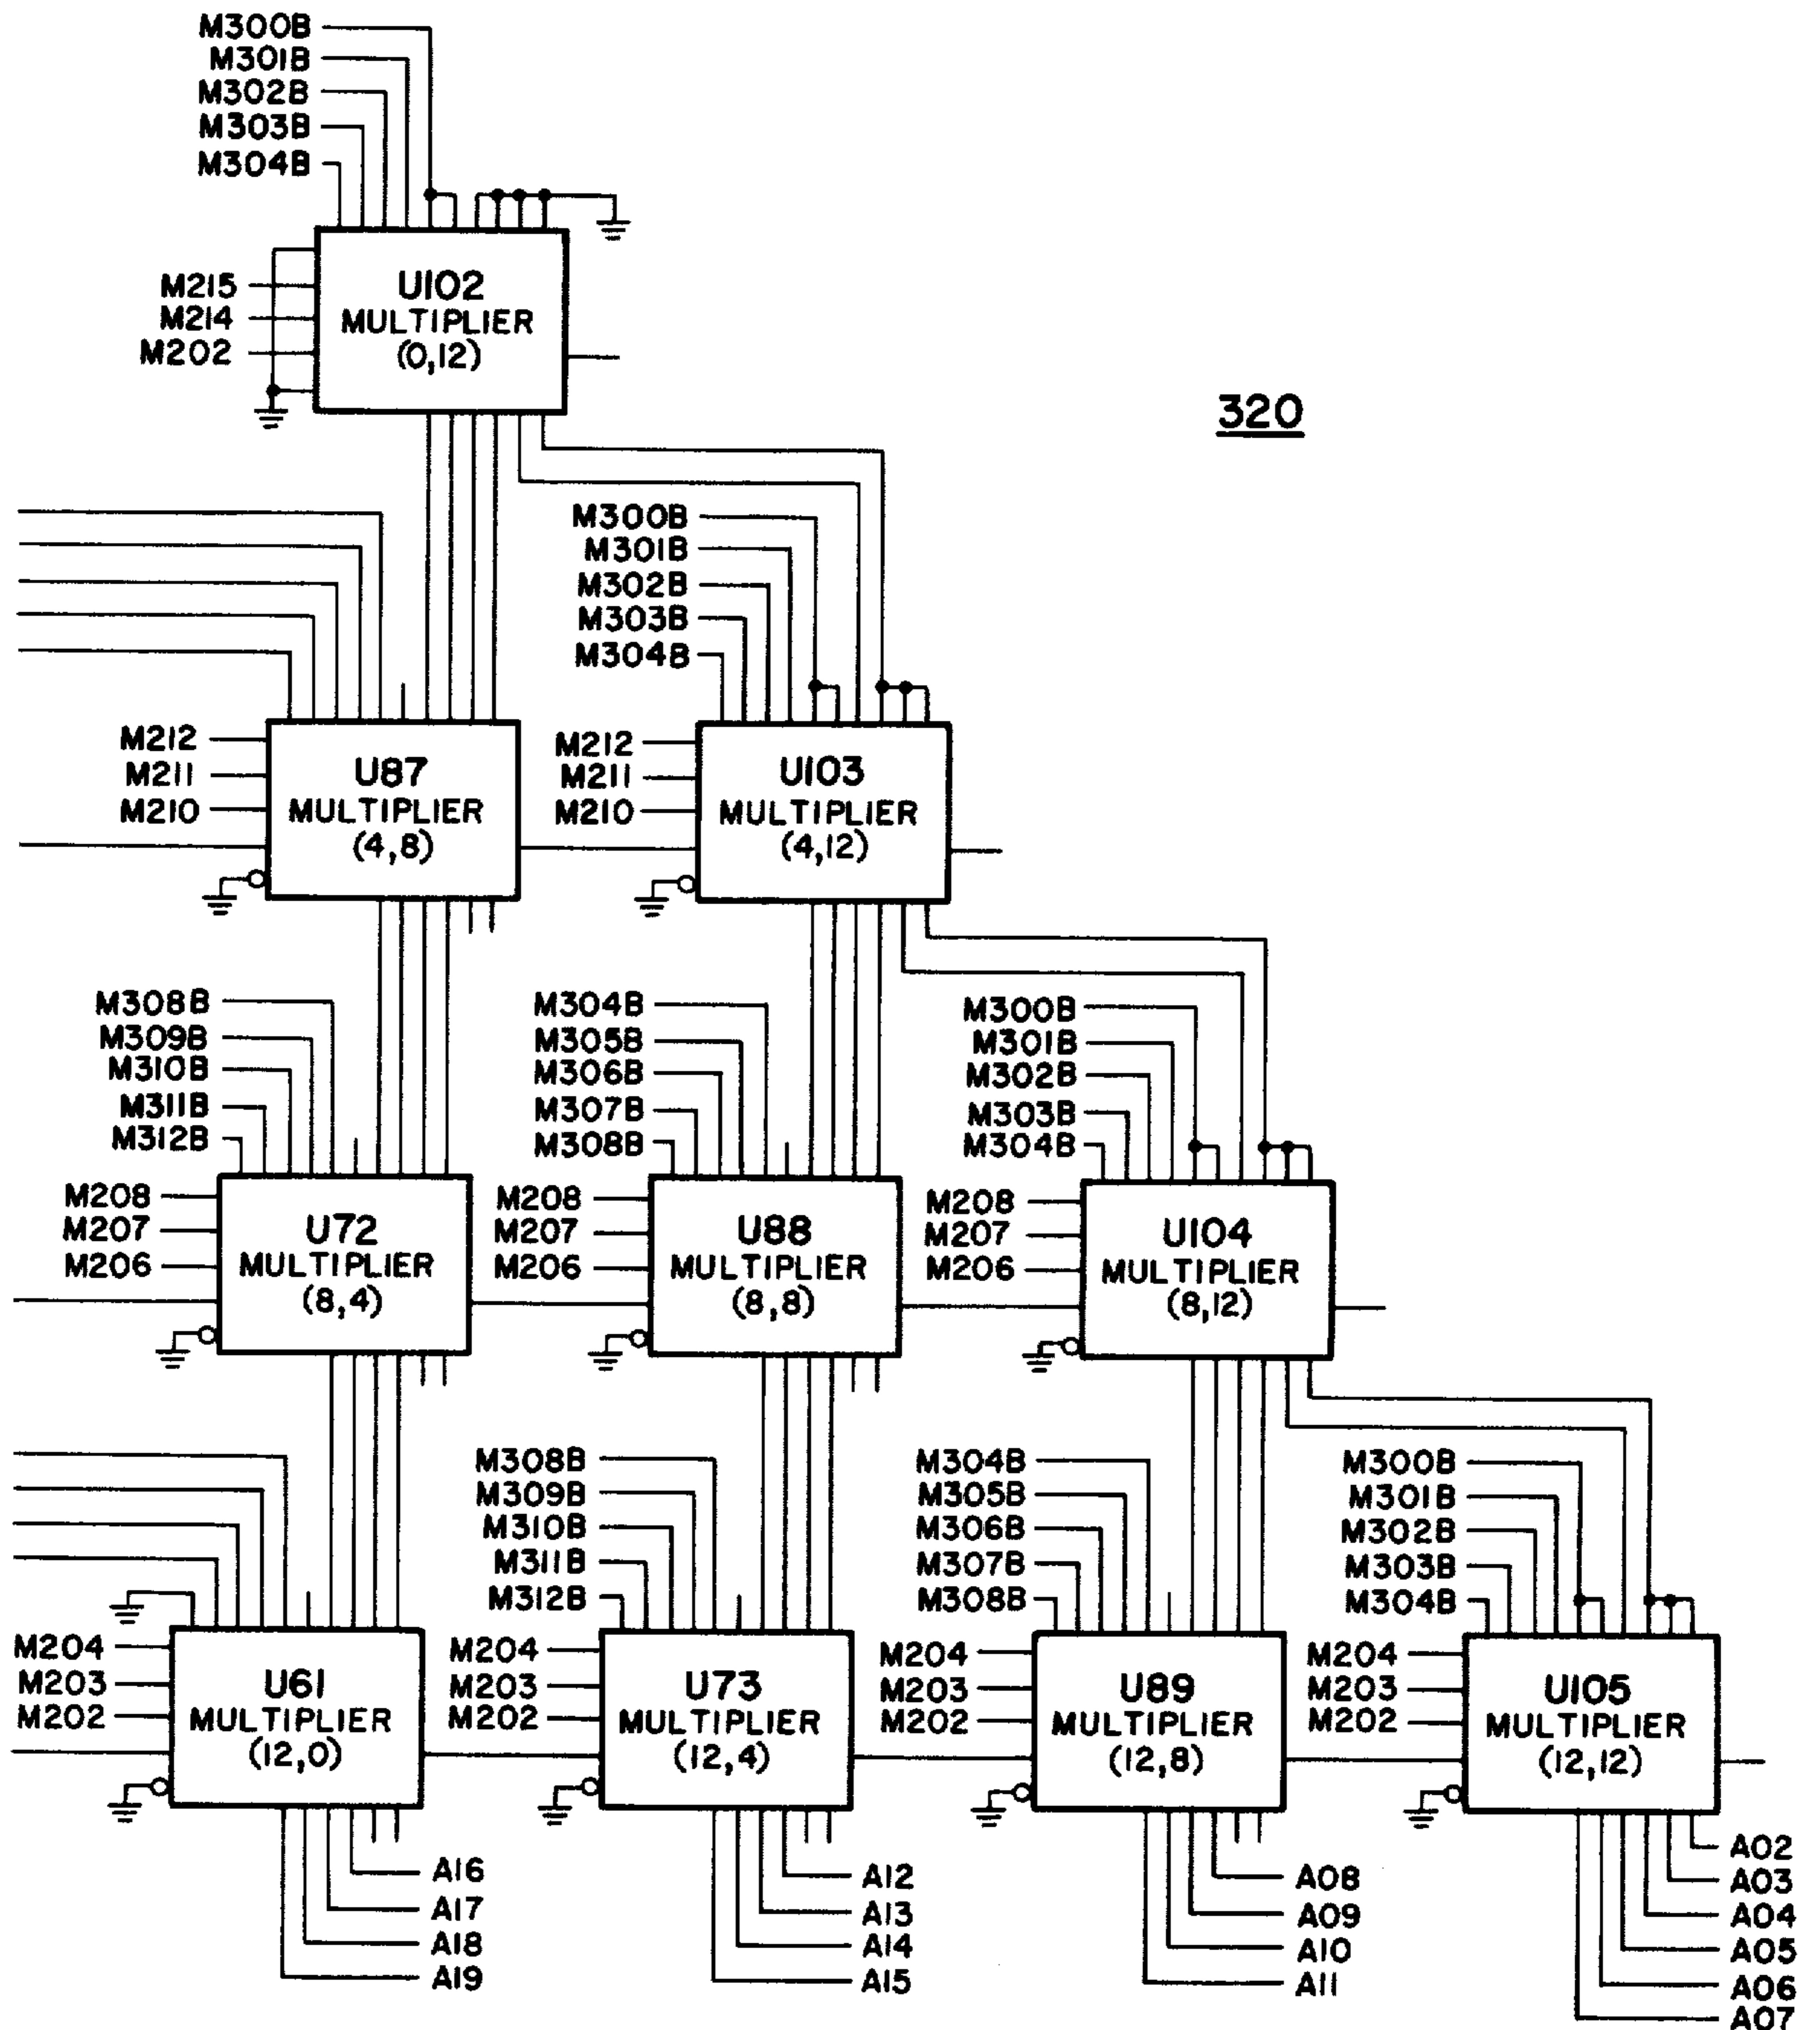 M300B
M301B
M302B
M303B
M304B
M215
M214
M202
U102
MULTIPLIER
(0,12)
320
M300B
M301B
M302B
M303B
M304B
M212
M211
M210
U87
MULTIPLIER
(4,8)
M212
M211
M210
U103
MULTIPLIER
(4,12)
M308B
M309B
M310B
M311B
M312B
M304B
M305B
M306B
M307B
M308B
M300B
M301B
M302B
M303B
M304B
M208
M207
M206
U72
MULTIPLIER
(8,4)
M208
M207
M206
U88
MULTIPLIER
(8,8)
M208
M207
M206
U104
MULTIPLIER
(8,12)
M308B
M309B
M310B
M311B
M312B
M304B
M305B
M306B
M307B
M308B
M300B
M301B
M302B
M303B
M304B
M204
M203
M202
U61
MULTIPLIER
(12,0)
M204
M203
M202
U73
MULTIPLIER
(12,4)
M204
M203
M202
U89
MULTIPLIER
(12,8)
M204
M203
M202
U105
MULTIPLIER
(12,12)
A16
A17
A18
A19
A12
A13
A14
A15
A08
A09
A10
A11
A02
A03
A04
A05
A06
A07